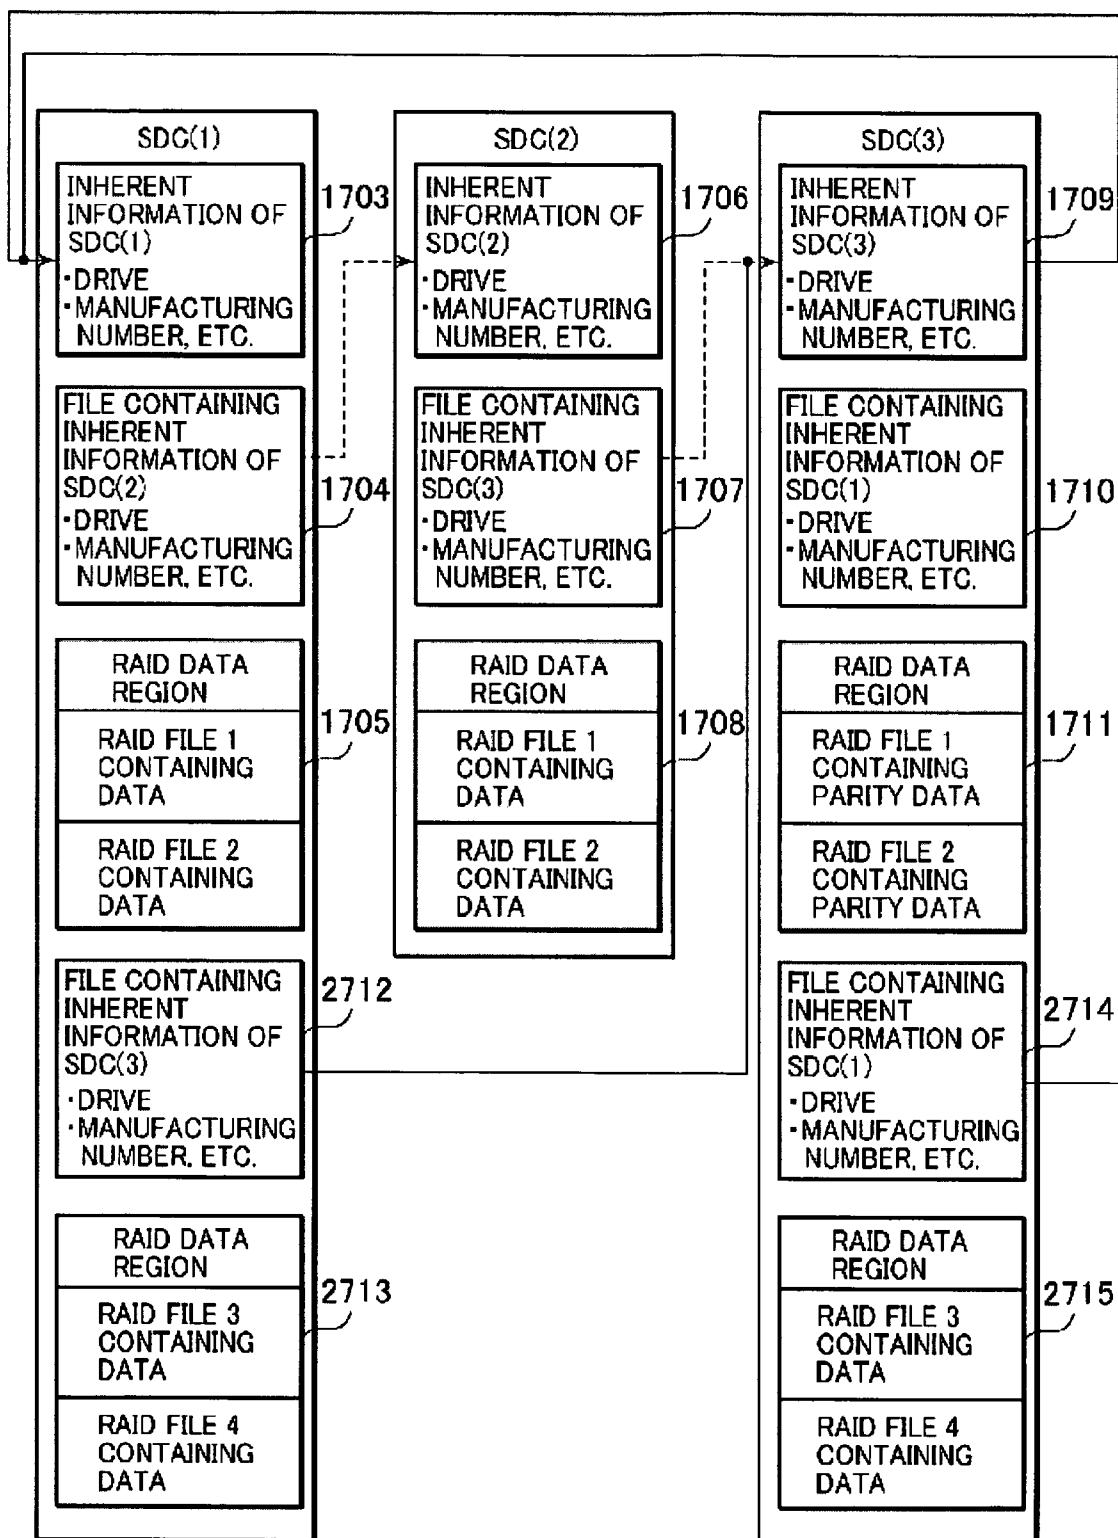 SDC(1)
INHERENT
INFORMATION OF
SDC(1)
·DRIVE
·MANUFACTURING
NUMBER, ETC.
1703
FILE CONTAINING
INHERENT
INFORMATION OF
SDC(2)
·DRIVE
·MANUFACTURING
NUMBER, ETC.
1704
RAID DATA
REGION
RAID FILE 1
CONTAINING
DATA
RAID FILE 2
CONTAINING
DATA
1705
FILE CONTAINING
INHERENT
INFORMATION OF
SDC(3)
·DRIVE
·MANUFACTURING
NUMBER, ETC.
2712
RAID DATA
REGION
RAID FILE 3
CONTAINING
DATA
RAID FILE 4
CONTAINING
DATA
2713
SDC(2)
INHERENT
INFORMATION OF
SDC(2)
·DRIVE
·MANUFACTURING
NUMBER, ETC.
1706
FILE CONTAINING
INHERENT
INFORMATION OF
SDC(3)
·DRIVE
·MANUFACTURING
NUMBER, ETC.
1707
RAID DATA
REGION
RAID FILE 1
CONTAINING
DATA
RAID FILE 2
CONTAINING
DATA
1708
SDC(3)
INHERENT
INFORMATION OF
SDC(3)
·DRIVE
·MANUFACTURING
NUMBER, ETC.
1709
FILE CONTAINING
INHERENT
INFORMATION OF
SDC(1)
·DRIVE
·MANUFACTURING
NUMBER, ETC.
1710
RAID DATA
REGION
RAID FILE 1
CONTAINING
PARITY DATA
RAID FILE 2
CONTAINING
PARITY DATA
1711
FILE CONTAINING
INHERENT
INFORMATION OF
SDC(1)
·DRIVE
·MANUFACTURING
NUMBER, ETC.
2714
RAID DATA
REGION
RAID FILE 3
CONTAINING
DATA
RAID FILE 4
CONTAINING
DATA
2715